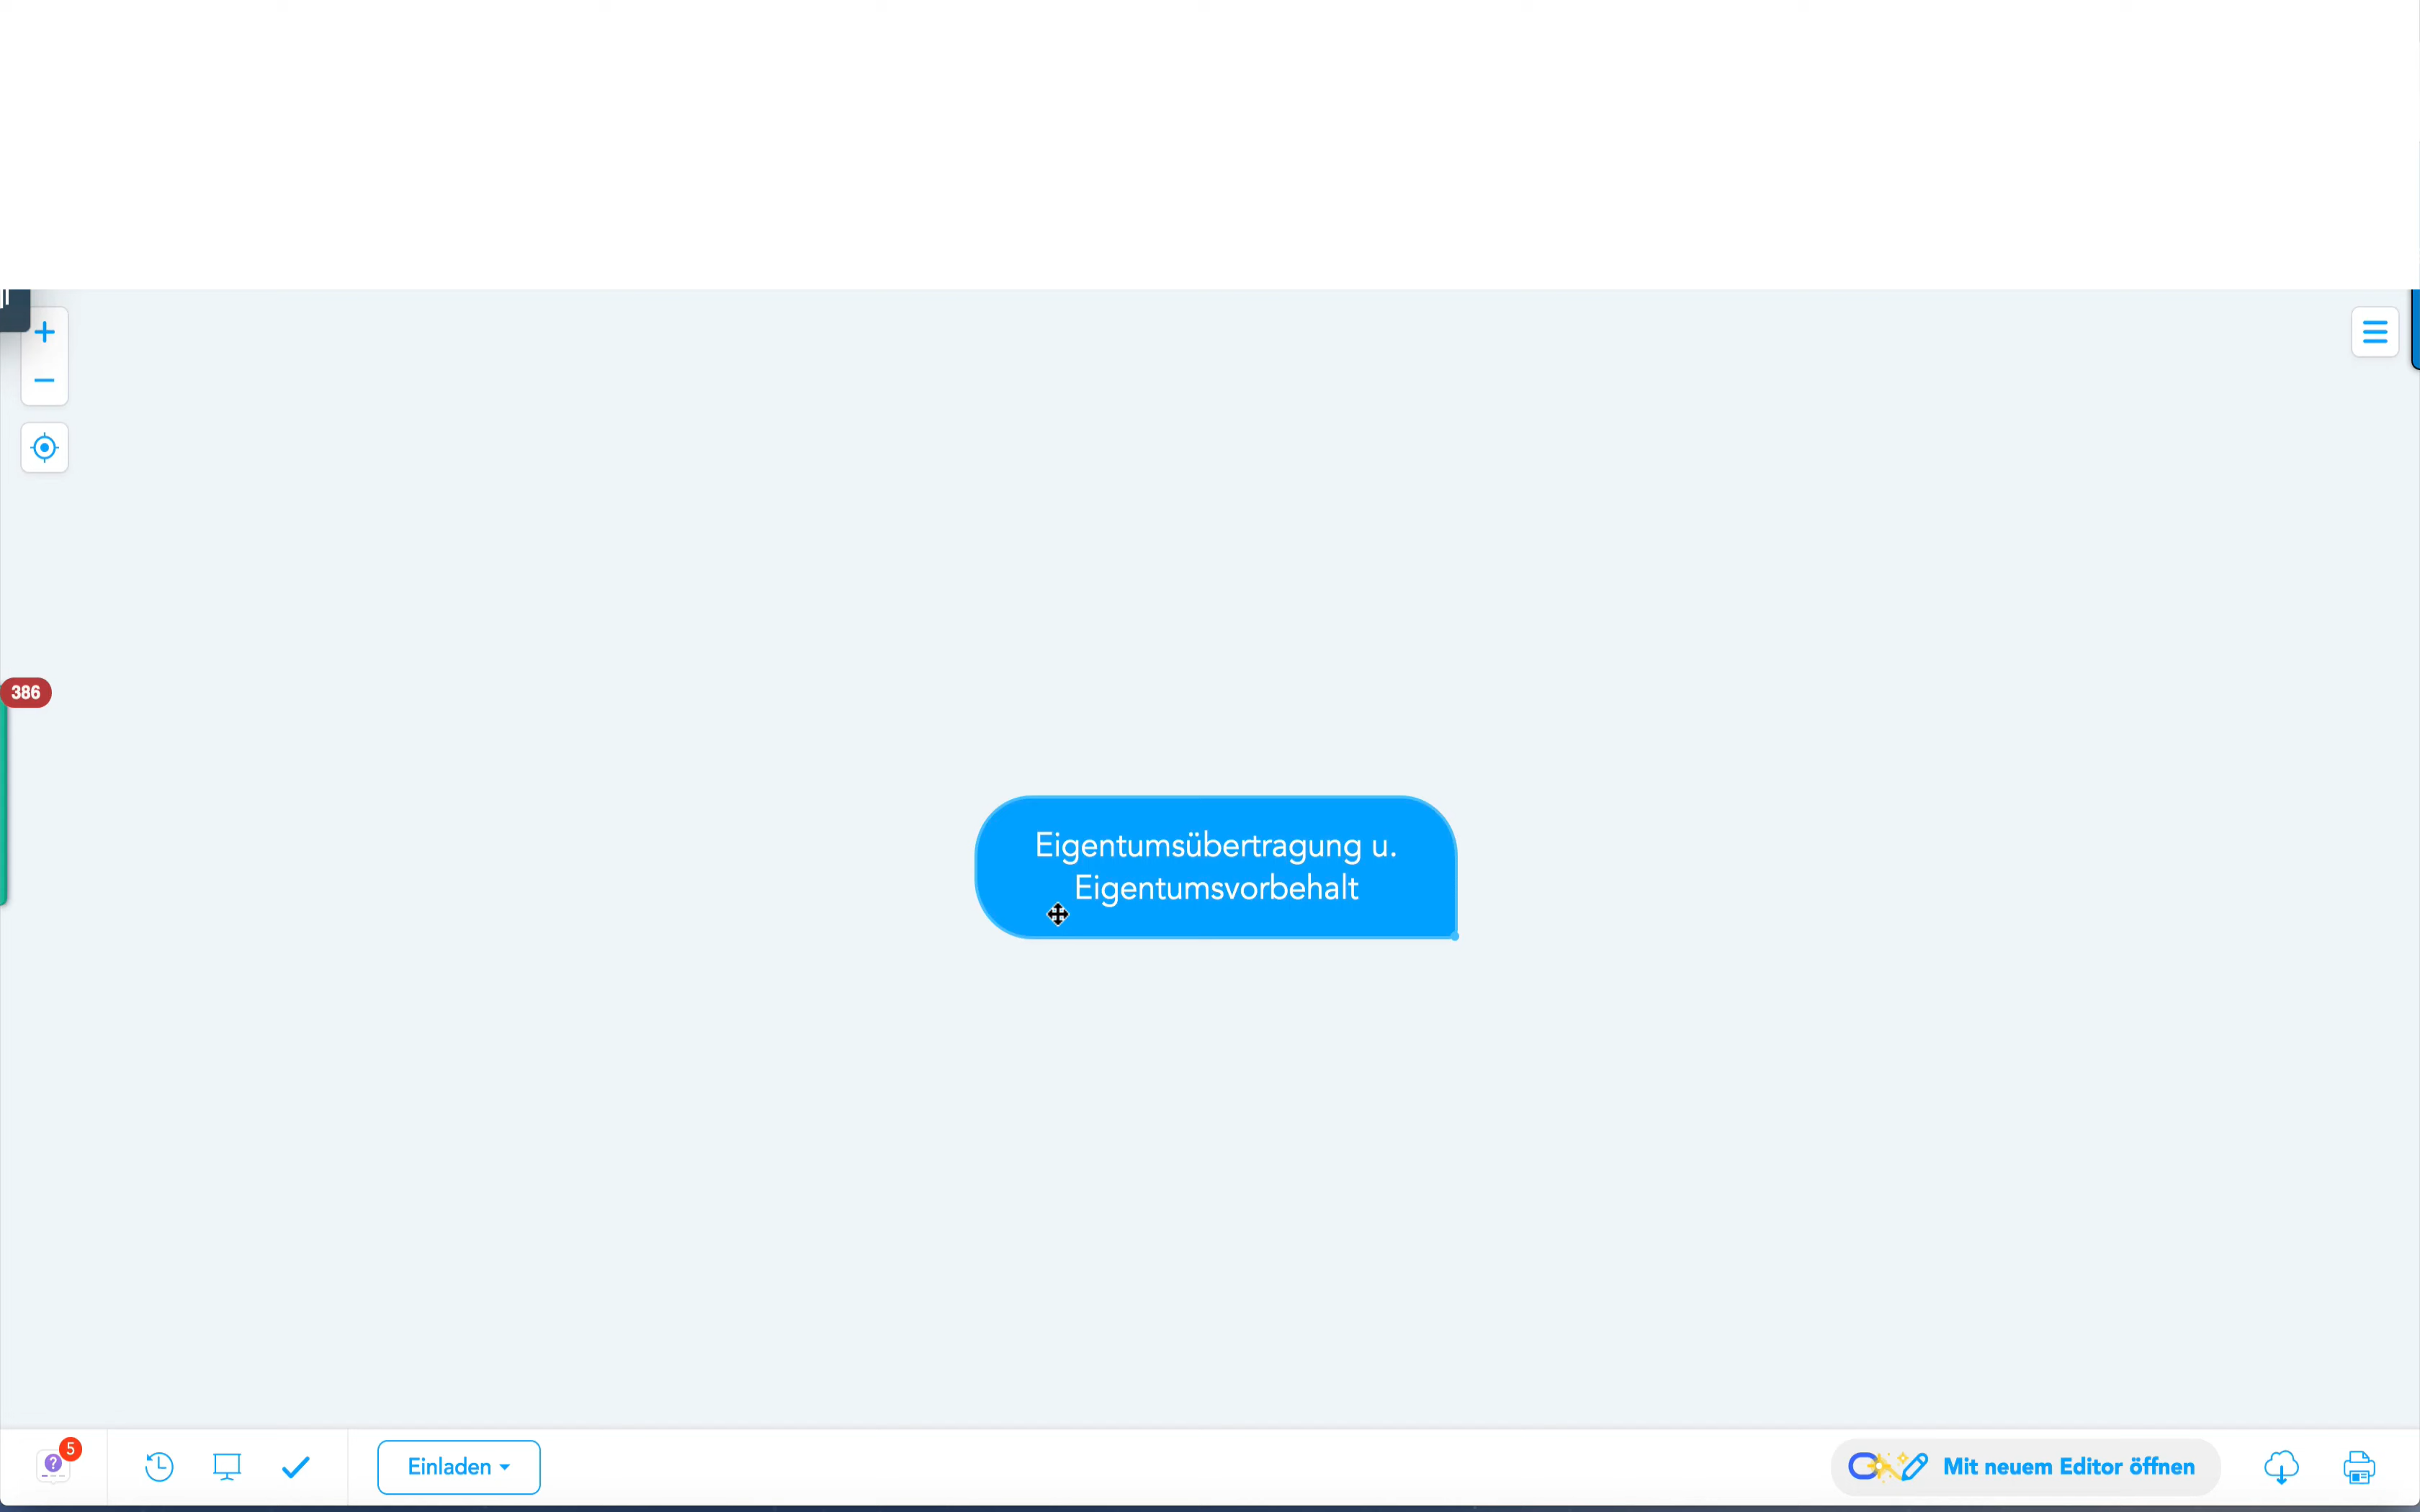 386
Eigentumsübertragung u.
Eigentumsvorbehalt
5
?
Einladen
Mit neuem Editor öffnen